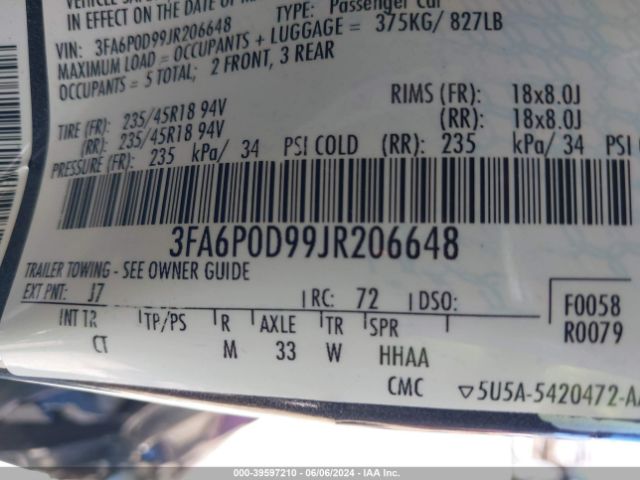 IN EFFECT ON THE DATE OF
VIN: 3FA6P0D99JR206648 TYPE: Passenger Car
MAXIMUM LOAD = OCCUPANTS + LUGGAGE = 375KG/ 827LB
OCCUPANTS = 5 TOTAL; 2 FRONT, 3 REAR
TIRE (FR): 235/45R18 94V RIMS (FR): 18x8.0J
(RR): 235/45R18 94V (RR): 18x8.0J
PRESSURE (FR): 235 kPa/ 34 PSI COLD (RR): 235 kPa/ 34 PSI
3FA6P0D99JR206648
TRAILER TOWING - SEE OWNER GUIDE
EXT PNT: J7 RC: 72 DSO: F0058
INT TR TP/PS R AXLE TR SPR R0079
CT M 33 W HHAA
CMC ▽5U5A-5420472-AA
000-39597210 - 06/06/2024 - IAA Inc.